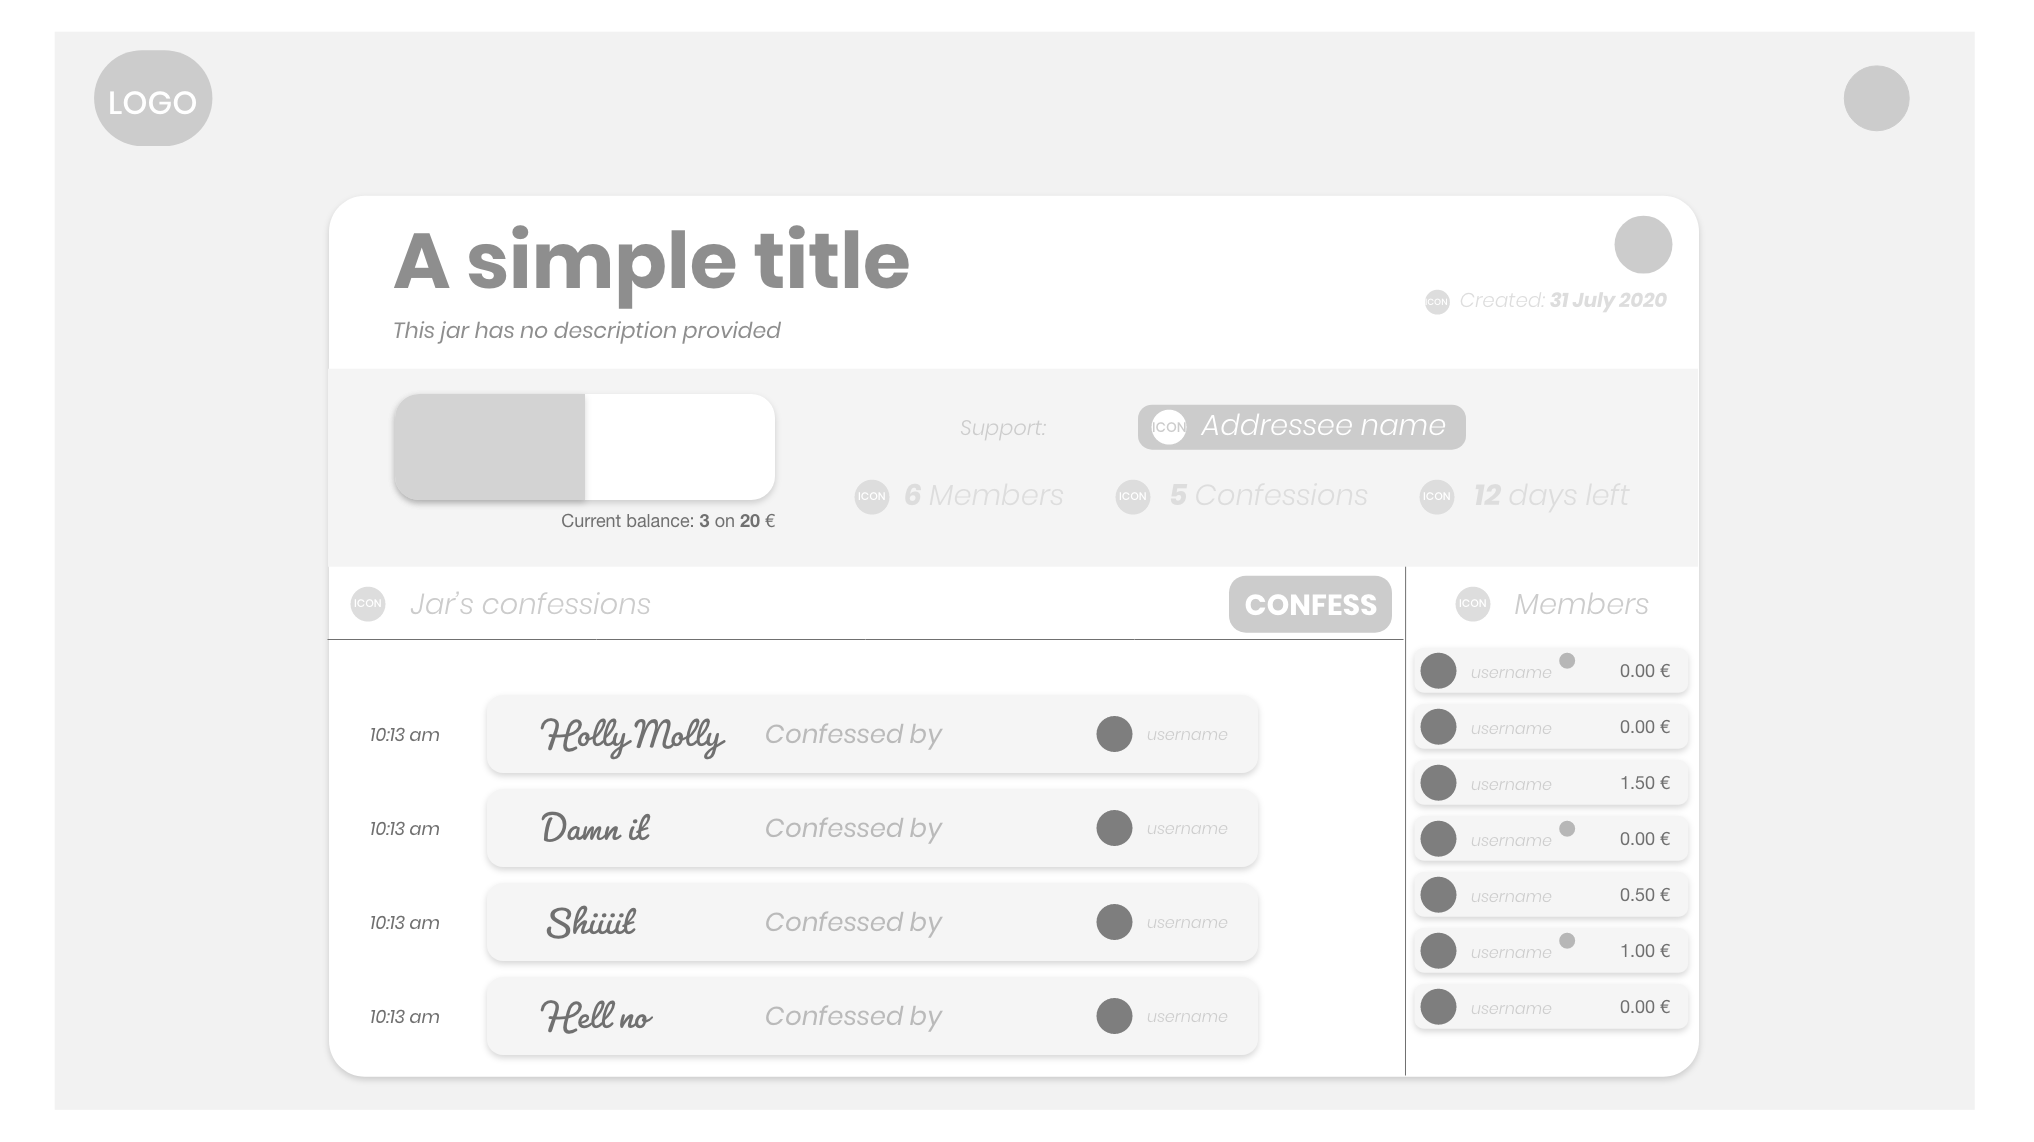 LOGO
A simple title
This jar has no description provided
ICON Created: 31 July 2020
Current balance: 3 on 20 €
Support: ICON Addressee name
ICON 6 Members ICON 5 Confessions ICON 12 days left
ICON Jar's confessions CONFESS
10:13 am Holly Molly Confessed by username
10:13 am Damn it Confessed by username
10:13 am Shiiiit Confessed by username
10:13 am Hell no Confessed by username
ICON Members
username 0.00 €
username 0.00 €
username 1.50 €
username 0.00 €
username 0.50 €
username 1.00 €
username 0.00 €